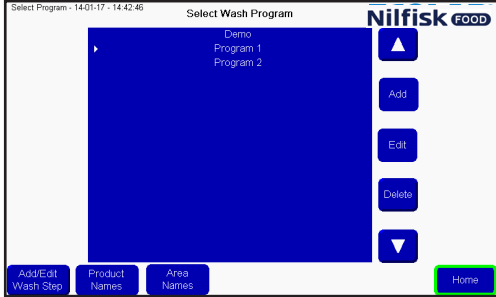 Select Program - 14-01-17 - 14:42:46
Select Wash Program
Nilfisk FOOD
Demo
Program 1
Program 2
Add
Edit
Delete
Add/Edit
Wash Step
Product
Names
Area
Names
Home